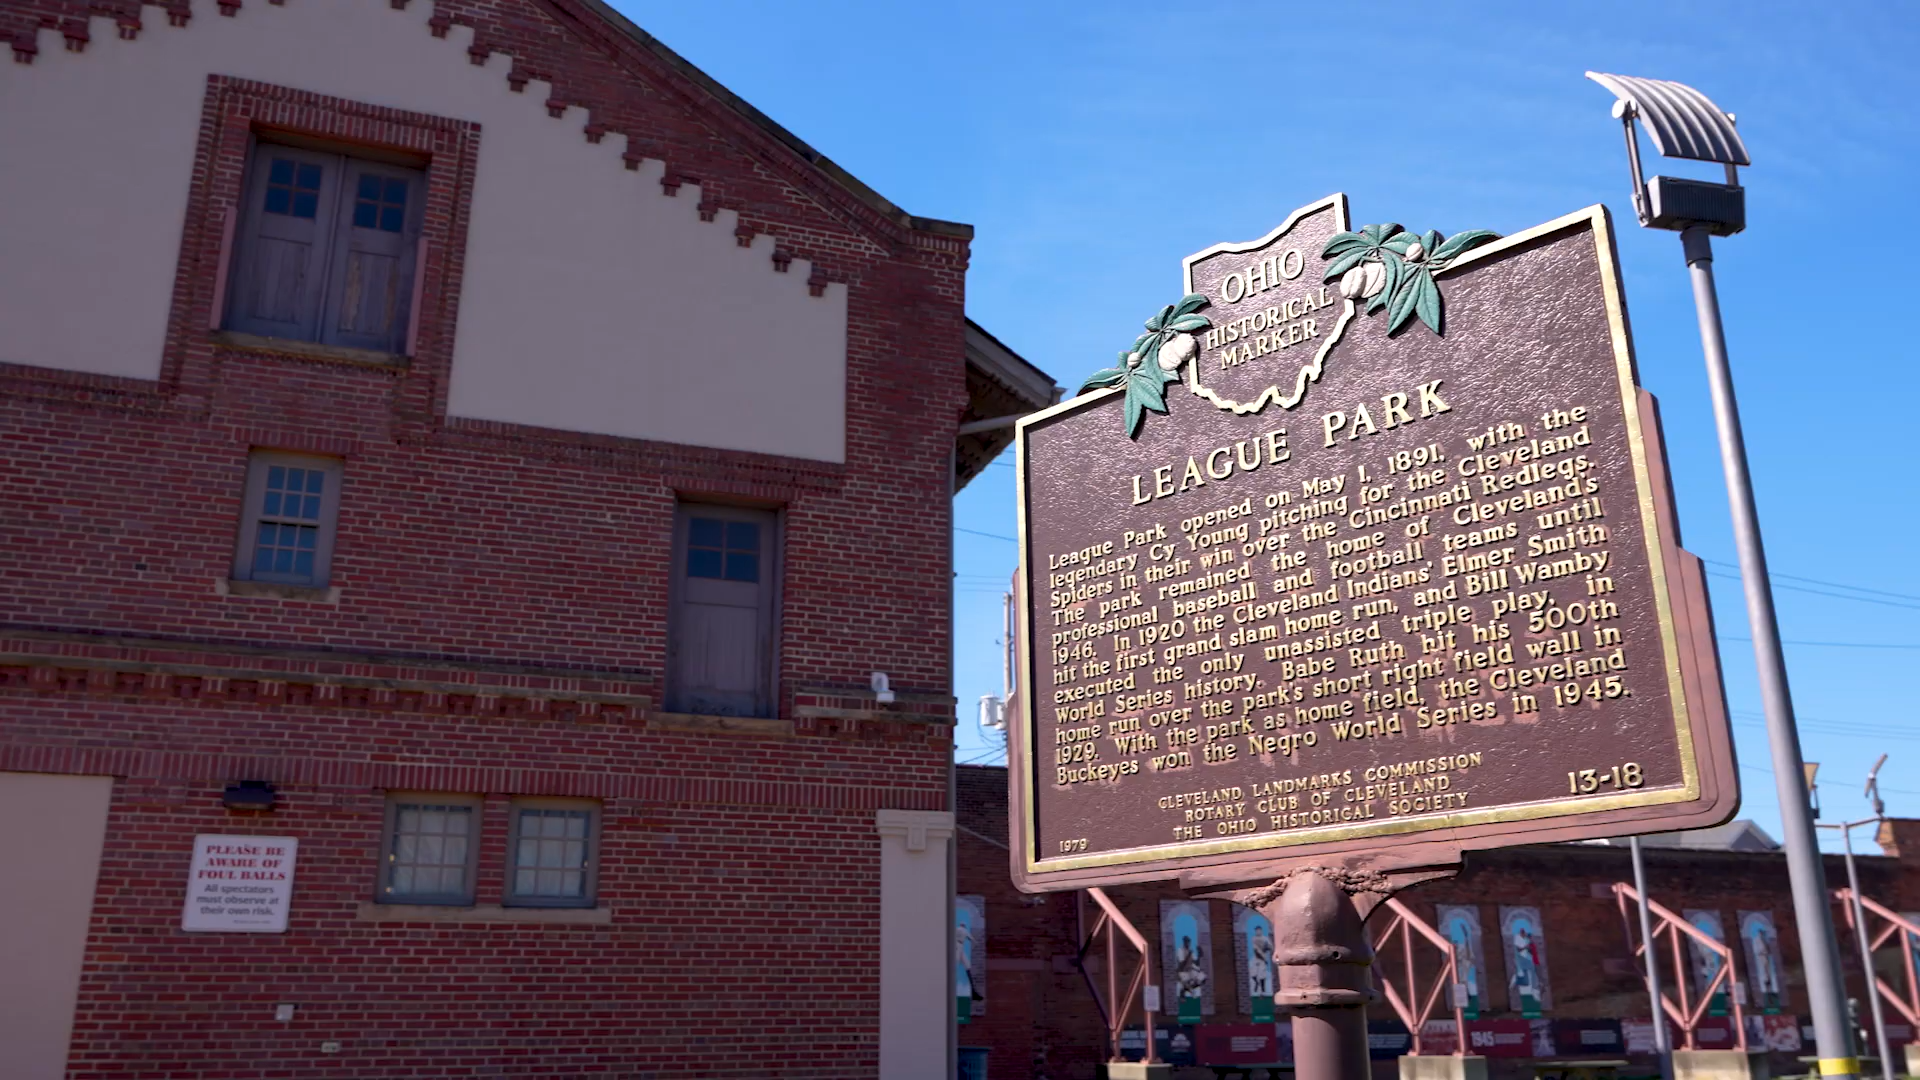 OHIO
HISTORICAL
MARKER
LEAGUE PARK
League Park opened on May 1, 1891, with the
legendary Cy Young pitching for the Cleveland
Spiders in their win over the Cincinnati Redlegs.
The park remained the home of Cleveland's
professional baseball and football teams until
1946. In 1920 the Cleveland Indians' Elmer Smith
hit the first grand slam home run, and Bill Wamby
executed the only unassisted triple play, in
World Series history. Babe Ruth hit his 500th
home run over the park's short right field wall in
1929. With the park as home field, the Cleveland
Buckeyes won the Negro World Series in 1945.
CLEVELAND LANDMARKS COMMISSION
ROTARY CLUB OF CLEVELAND
THE OHIO HISTORICAL SOCIETY
1979
13-18
PLEASE BE
AWARE OF
FOUL BALLS
All spectators
must observe at
their own risk.
1945